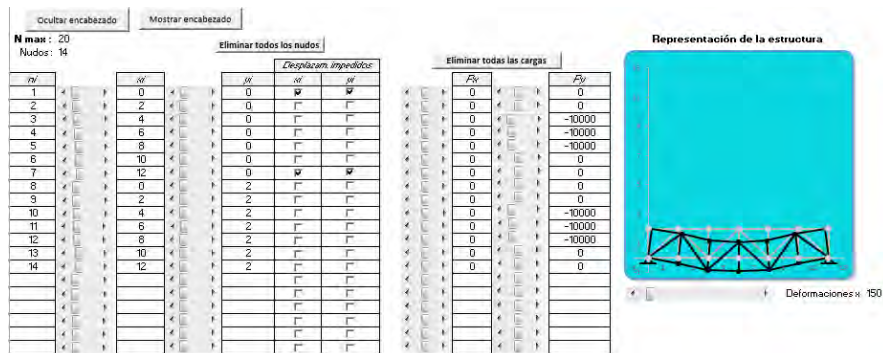 Ocultar encabezado Mostrar encabezado
N max: 20
Nudos: 14
Eliminar todos los nudos
Eliminar todas las cargas
Representación de la estructura
Desplazam. impedidos
ni xi yi xi yi Fx Fy
1 0 0 0 0
2 2 0 0 0
3 4 0 0 -10000
4 6 0 0 -10000
5 8 0 0 -10000
6 10 0 0 0
7 12 0 0 0
8 0 2 0 0
9 2 2 0 0
10 4 2 0 -10000
11 6 2 0 -10000
12 8 2 0 -10000
13 10 2 0 0
14 12 2 0 0
Deformaciones x 150